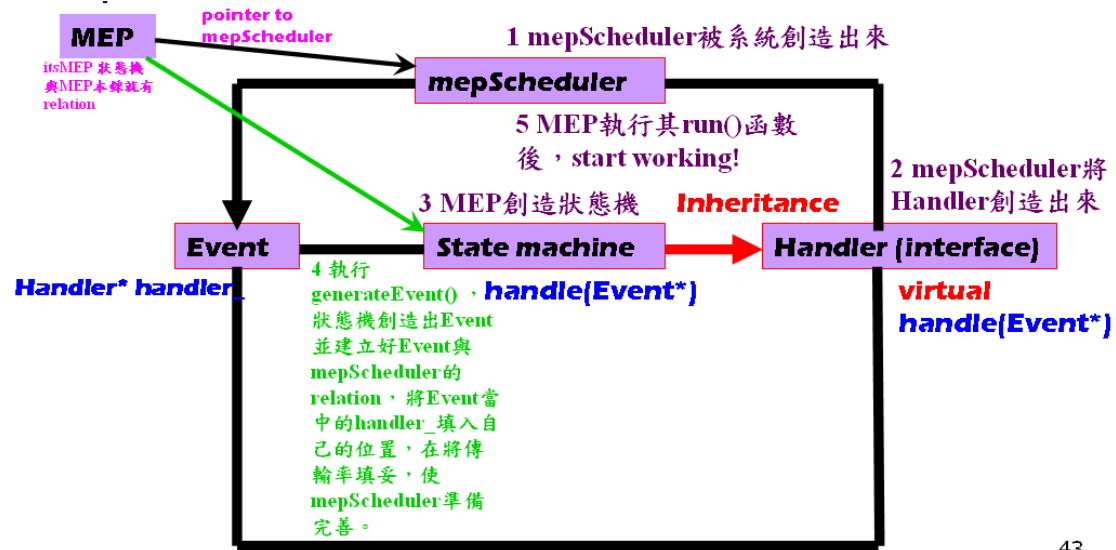 MEP
pointer to
mepScheduler
itsMEP 狀態機
與MEP本錸就有
relation
1 mepScheduler被系統創造出來
mepScheduler
5 MEP執行其run()函數
後，start working!
2 mepScheduler將
Handler創造出來
3 MEP創造狀態機
Inheritance
Event
State machine
Handler (interface)
Handler* handler_
4 執行
generateEvent()，
狀態機創造出Event
並建立好Event與
mepScheduler的
relation，將Event當
中的handler_填入自
己的位置，在將傳
輸率填妥，使
mepScheduler準備
完善。
handle(Event*)
virtual
handle(Event*)
43